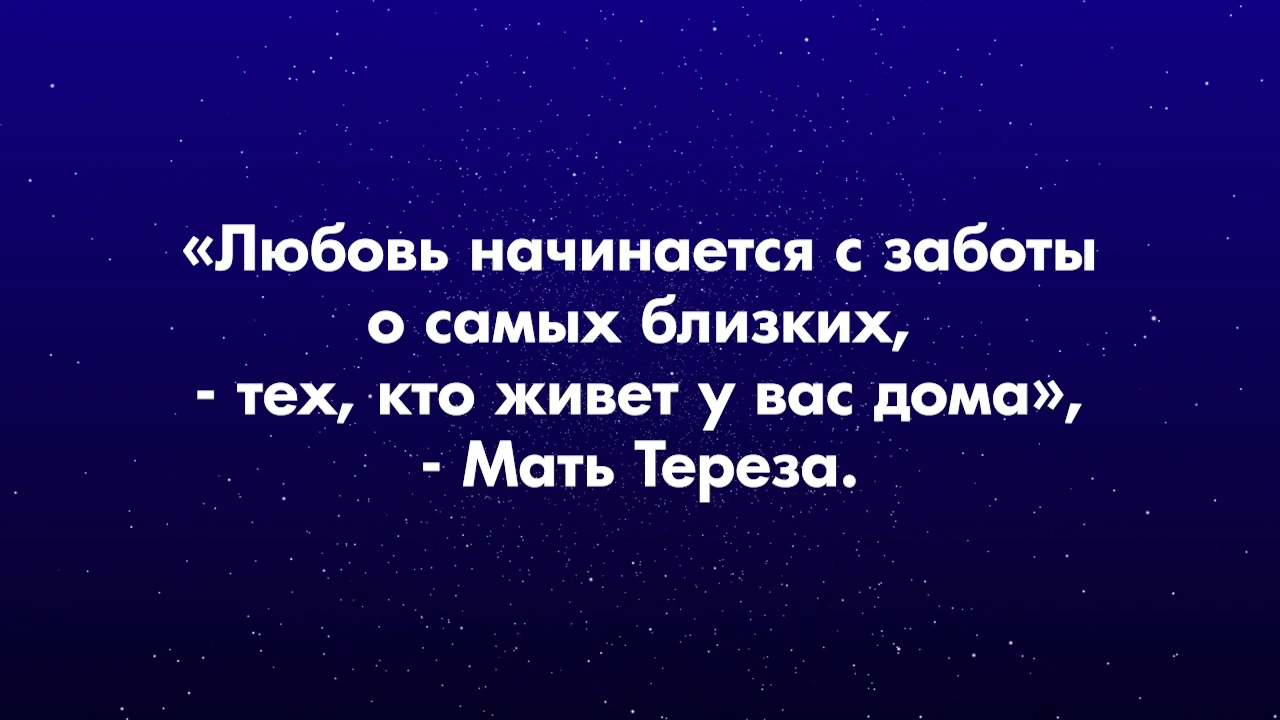 «Любовь начинается с заботы
о самых близких,
- тех, кто живет у вас дома»,
- Мать Тереза.